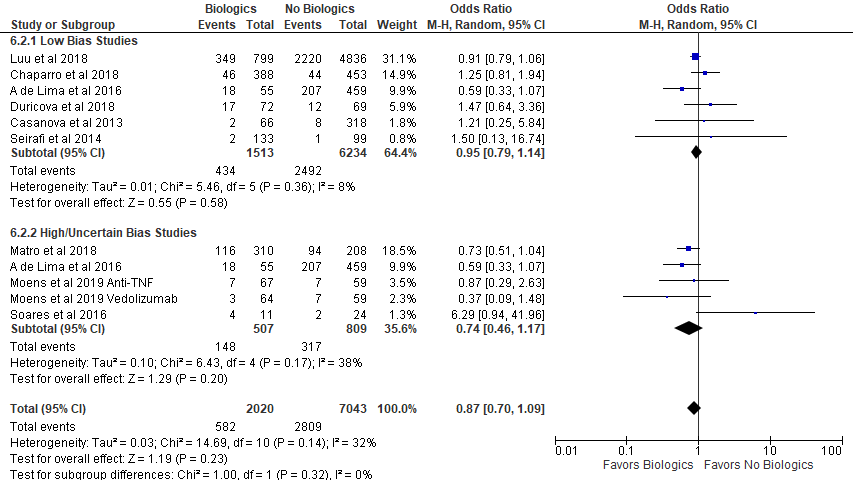 Biologics No Biologics Odds Ratio Odds Ratio
Study or Subgroup Events Total Events Total Weight M-H, Random, 95% CI M-H, Random, 95% CI
6.2.1 Low Bias Studies
Luu et al 2018 349 799 2220 4836 31.1% 0.91 [0.79, 1.06]
Chaparro et al 2018 46 388 44 453 14.9% 1.25 [0.81, 1.94]
A de Lima et al 2016 18 55 207 459 9.9% 0.59 [0.33, 1.07]
Duricova et al 2018 17 72 12 69 5.9% 1.47 [0.64, 3.36]
Casanova et al 2013 2 66 8 318 1.8% 1.21 [0.25, 5.84]
Seirafi et al 2014 2 133 1 99 0.8% 1.50 [0.13, 16.74]
Subtotal (95% CI) 1513 6234 64.4% 0.95 [0.79, 1.14]
Total events 434 2492
Heterogeneity: Tau² = 0.01; Chi² = 5.46, df = 5 (P = 0.36); I² = 8%
Test for overall effect: Z = 0.55 (P = 0.58)
6.2.2 High/Uncertain Bias Studies
Matro et al 2018 116 310 94 208 18.5% 0.73 [0.51, 1.04]
A de Lima et al 2016 18 55 207 459 9.9% 0.59 [0.33, 1.07]
Moens et al 2019 Anti-TNF 7 67 7 59 3.6% 0.87 [0.29, 2.63]
Moens et al 2019 Vedolizumab 3 64 7 59 2.3% 0.37 [0.09, 1.48]
Soares et al 2016 4 11 2 24 1.3% 6.29 [0.94, 41.96]
Subtotal (95% CI) 507 809 35.6% 0.74 [0.46, 1.17]
Total events 148 317
Heterogeneity: Tau² = 0.10; Chi² = 6.43, df = 4 (P = 0.17); I² = 38%
Test for overall effect: Z = 1.29 (P = 0.20)
Total (95% CI) 2020 7043 100.0% 0.87 [0.70, 1.09]
Total events 582 2809
Heterogeneity: Tau² = 0.03; Chi² = 14.69, df = 10 (P = 0.14); I² = 32%
Test for overall effect: Z = 1.19 (P = 0.23)
Test for subgroup differences: Chi² = 1.00, df = 1 (P = 0.32), I² = 0%
0.01 0.1 1 10 100
Favors Biologics Favors No Biologics